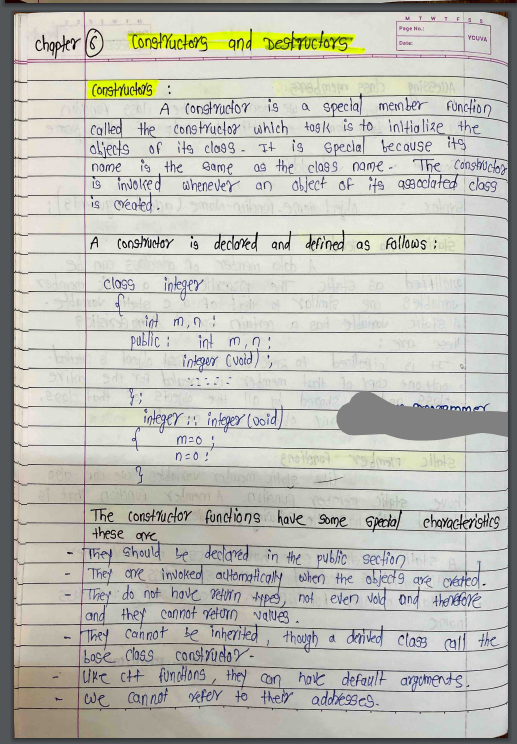 M T W T F S S
Page No.:
Date:
YOUVA
chapter 6 Constructors and Destructors
Constructors :
A constructor is a special member function
called the constructor which task is to initialize the
objects of its class. It is special because its
name is the same as the class name. The constructor
is invoked whenever an object of its associated class
is created.
A constructor is declared and defined as follows :
class integer
{
int m,n ;
public : int m,n ;
integer (void) ;
......
} ;
integer :: integer (void)
{ m=0 ;
n=0 ;
}
The constructor functions have some special characteristics
these are
- They should be declared in the public section
- They are invoked automatically when the objects are created.
- They do not have return types, not even void and therefore
and they cannot return values.
- They cannot be inherited, though a derived class call the
base class constructor-
- Like c++ functions, they can have default arguments.
- we cannot refer to their addresses.